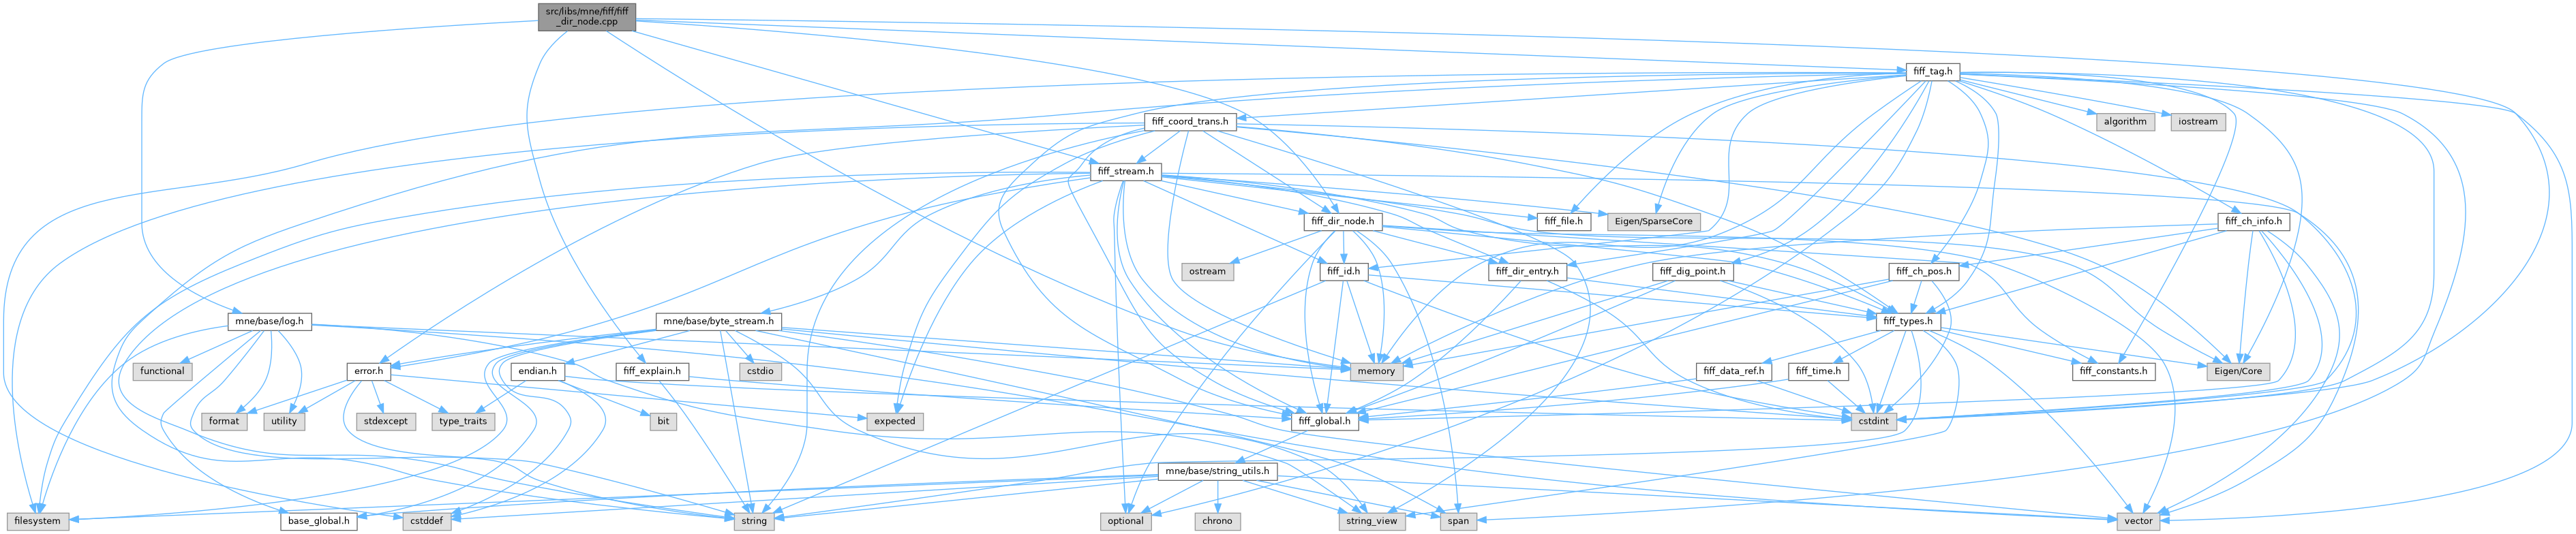 src/libs/mne/fiff/fiff
_dir_node.cpp
fiff_tag.h
fiff_coord_trans.h
algorithm
iostream
fiff_stream.h
fiff_dir_node.h
fiff_file.h
Eigen/SparseCore
fiff_ch_info.h
ostream
fiff_id.h
fiff_dir_entry.h
fiff_dig_point.h
fiff_ch_pos.h
mne/base/log.h
mne/base/byte_stream.h
fiff_types.h
functional
error.h
endian.h
fiff_explain.h
cstdio
memory
fiff_data_ref.h
fiff_time.h
fiff_constants.h
Eigen/Core
format
utility
stdexcept
type_traits
bit
expected
fiff_global.h
cstdint
mne/base/string_utils.h
filesystem
base_global.h
cstddef
string
optional
chrono
string_view
span
vector